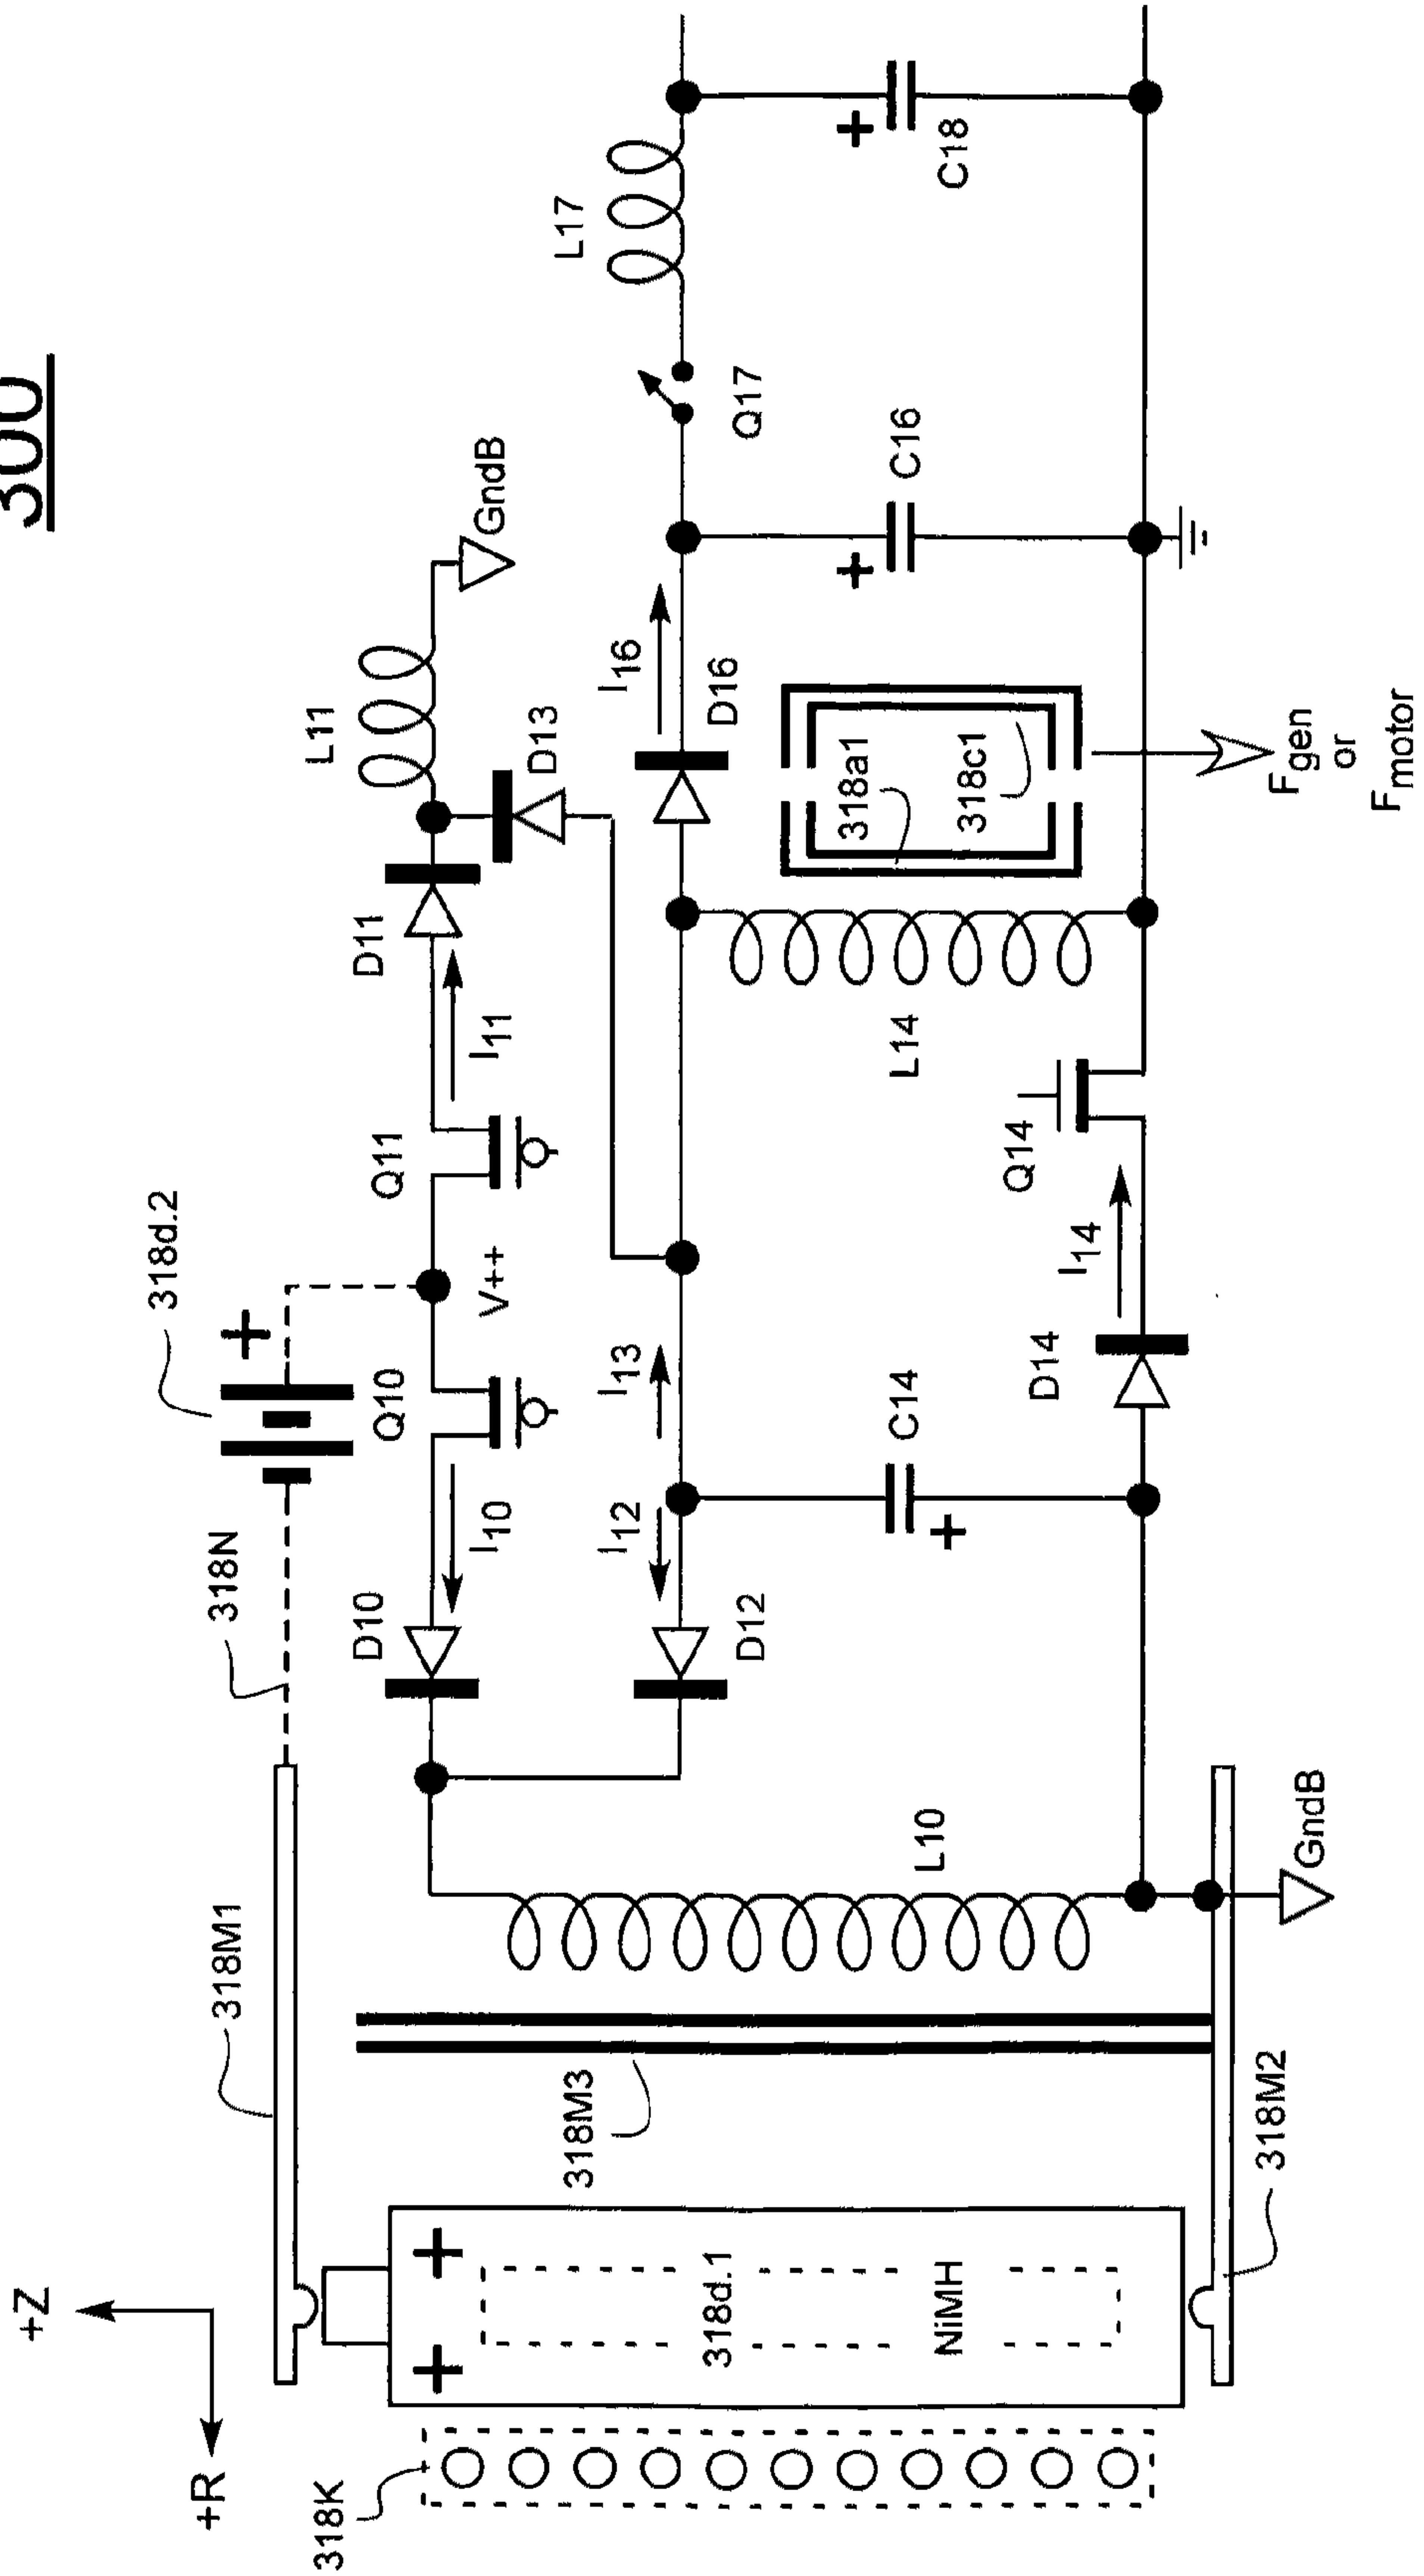 300
+Z
+R
318K
318M1
318N
318d.2
+
+ +
318d.1
NiMH
318M3
318M2
L10
GndB
D10
I10
Q10
V++
Q11
I11
D11
L11
GndB
D13
D12
I12
I13
C14
+
D14
I14
Q14
L14
318a1
318c1
Fgen
or
Fmotor
I16
D16
+
C16
Q17
L17
+
C18